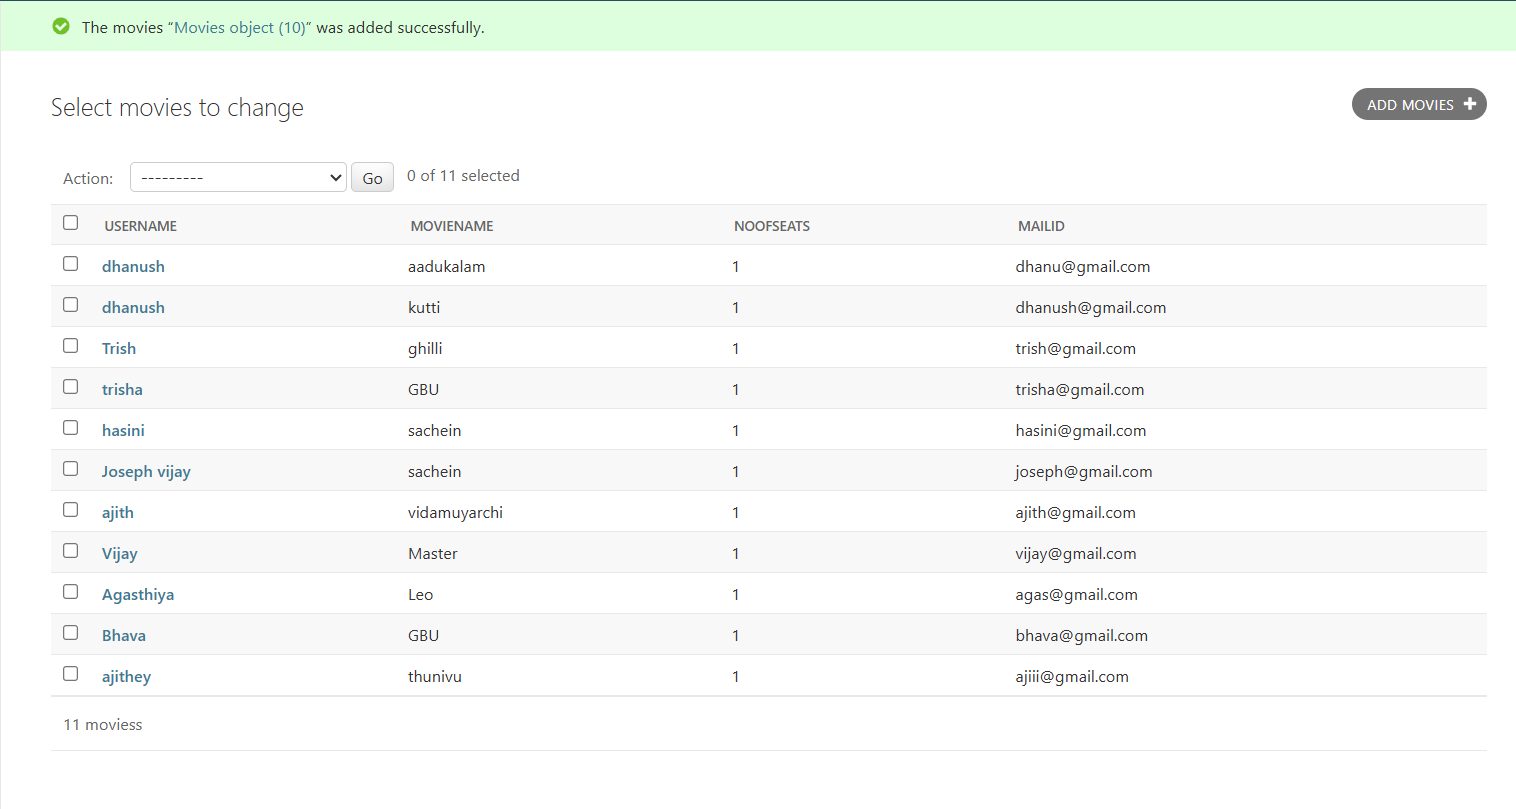 The movies “Movies object (10)” was added successfully.
Select movies to change
ADD MOVIES
Action: --------- Go 0 of 11 selected
USERNAME MOVIENAME NOOFSEATS MAILID
dhanush aadukalam 1 dhanu@gmail.com
dhanush kutti 1 dhanush@gmail.com
Trish ghilli 1 trish@gmail.com
trisha GBU 1 trisha@gmail.com
hasini sachein 1 hasini@gmail.com
Joseph vijay sachein 1 joseph@gmail.com
ajith vidamuyarchi 1 ajith@gmail.com
Vijay Master 1 vijay@gmail.com
Agasthiya Leo 1 agas@gmail.com
Bhava GBU 1 bhava@gmail.com
ajithey thunivu 1 ajiii@gmail.com
11 moviess